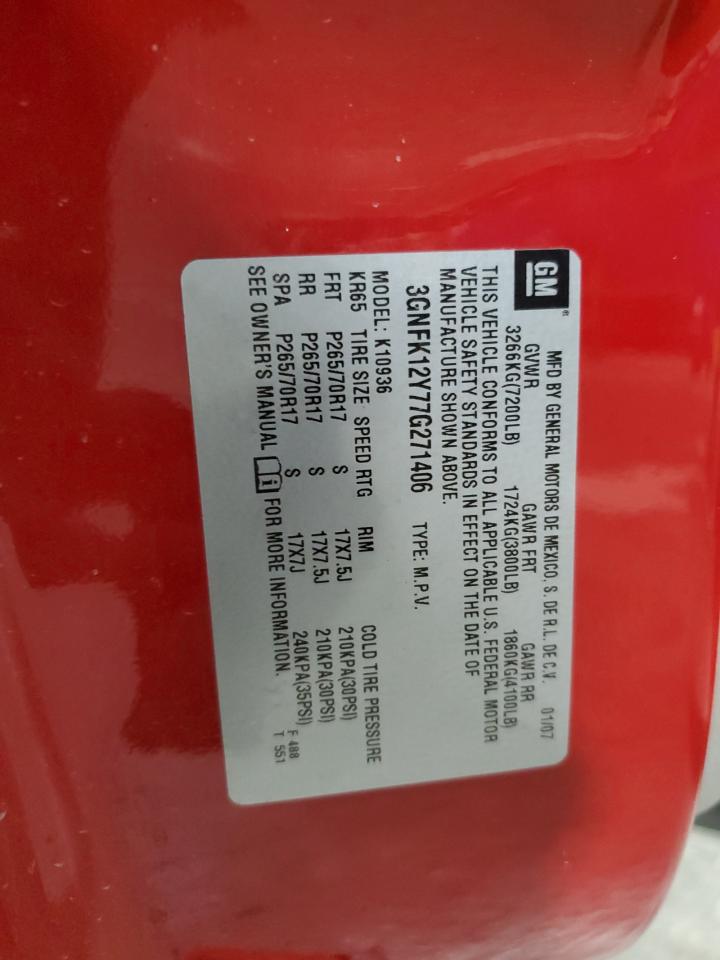 GM
MFD BY GENERAL MOTORS DE MEXICO, S. DE R.L. DE C.V. 01/07
GVWR GAWR FRT GAWR RR
3266KG(7200LB) 1724KG(3800LB) 1860KG(4100LB)
THIS VEHICLE CONFORMS TO ALL APPLICABLE U.S. FEDERAL MOTOR
VEHICLE SAFETY STANDARDS IN EFFECT ON THE DATE OF
MANUFACTURE SHOWN ABOVE.
3GNFK12Y77G271406 TYPE: M.P.V.
MODEL: K10936
KR65 TIRE SIZE SPEED RTG RIM COLD TIRE PRESSURE
FRT P265/70R17 S 17X7.5J 210KPA(30PSI)
RR P265/70R17 S 17X7.5J 210KPA(30PSI)
SPA P265/70R17 S 17X7J 240KPA(35PSI)
SEE OWNER'S MANUAL i FOR MORE INFORMATION.
F 488
T 551